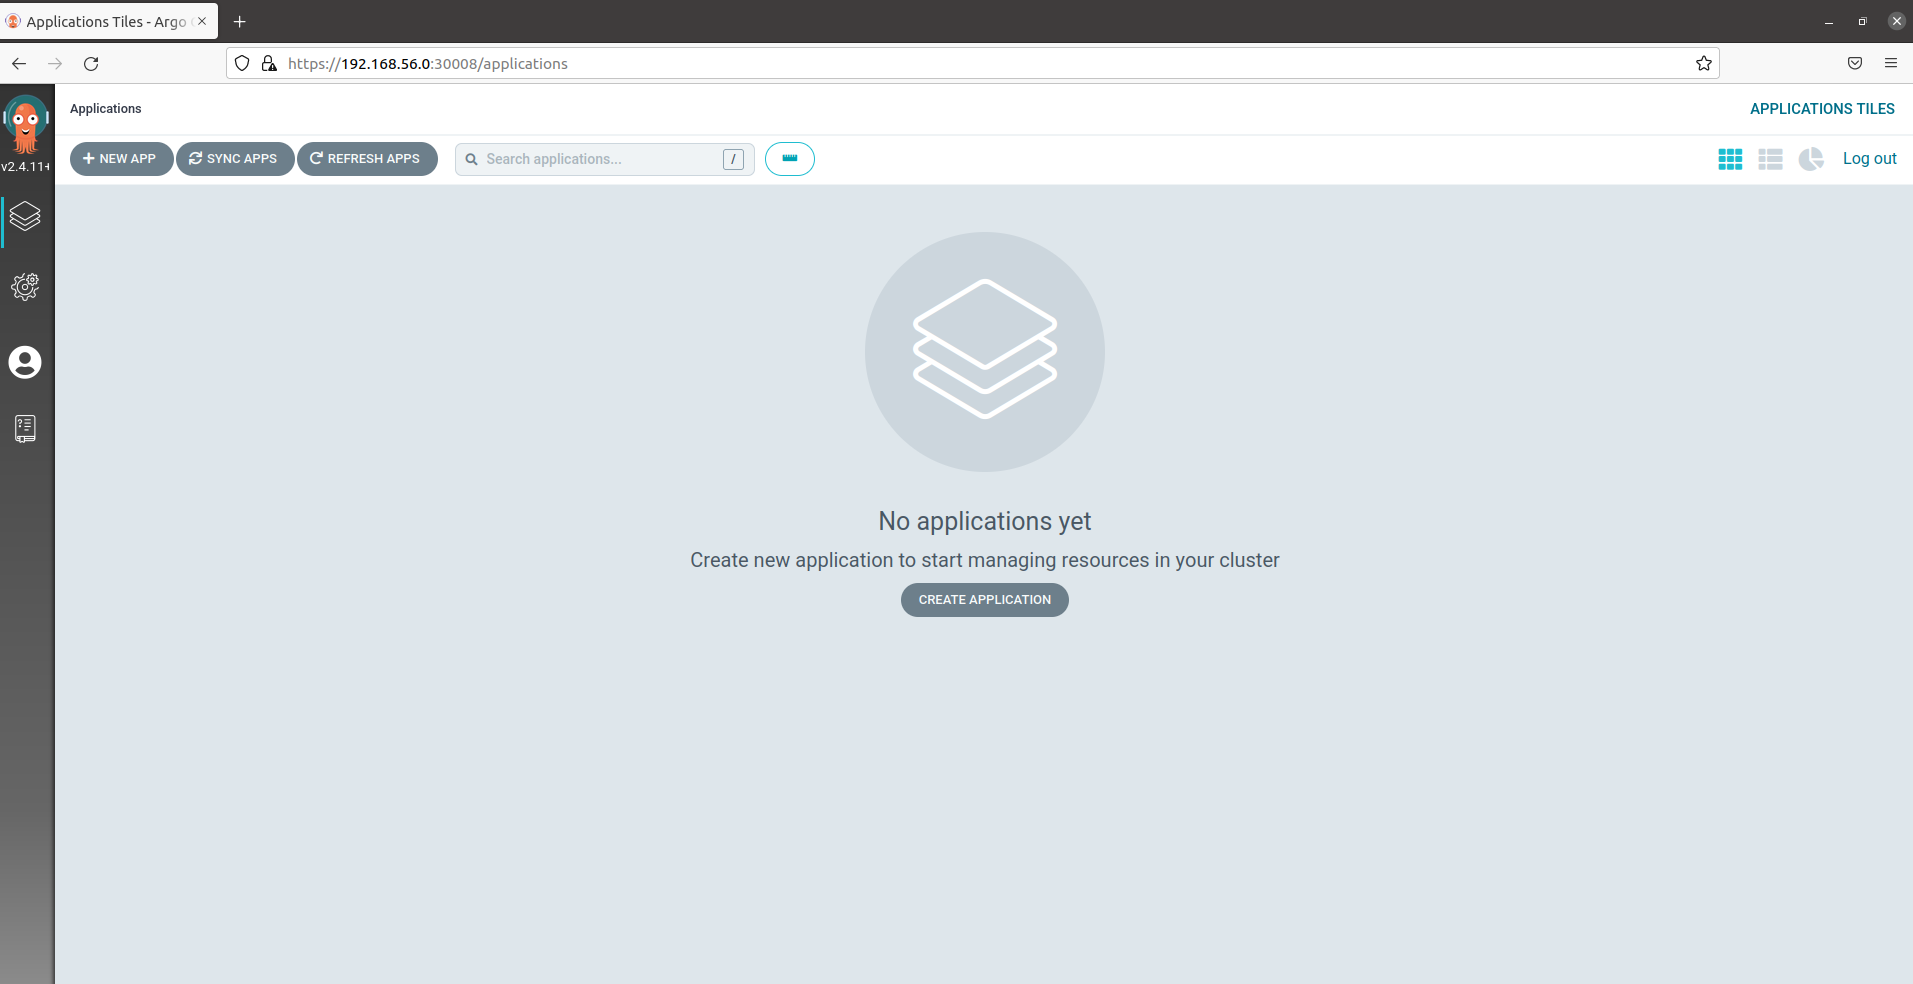 Applications Tiles - Argo
https://192.168.56.0:30008/applications
Applications
APPLICATIONS TILES
v2.4.11+
NEW APP
SYNC APPS
REFRESH APPS
Search applications...
/
Log out
No applications yet
Create new application to start managing resources in your cluster
CREATE APPLICATION